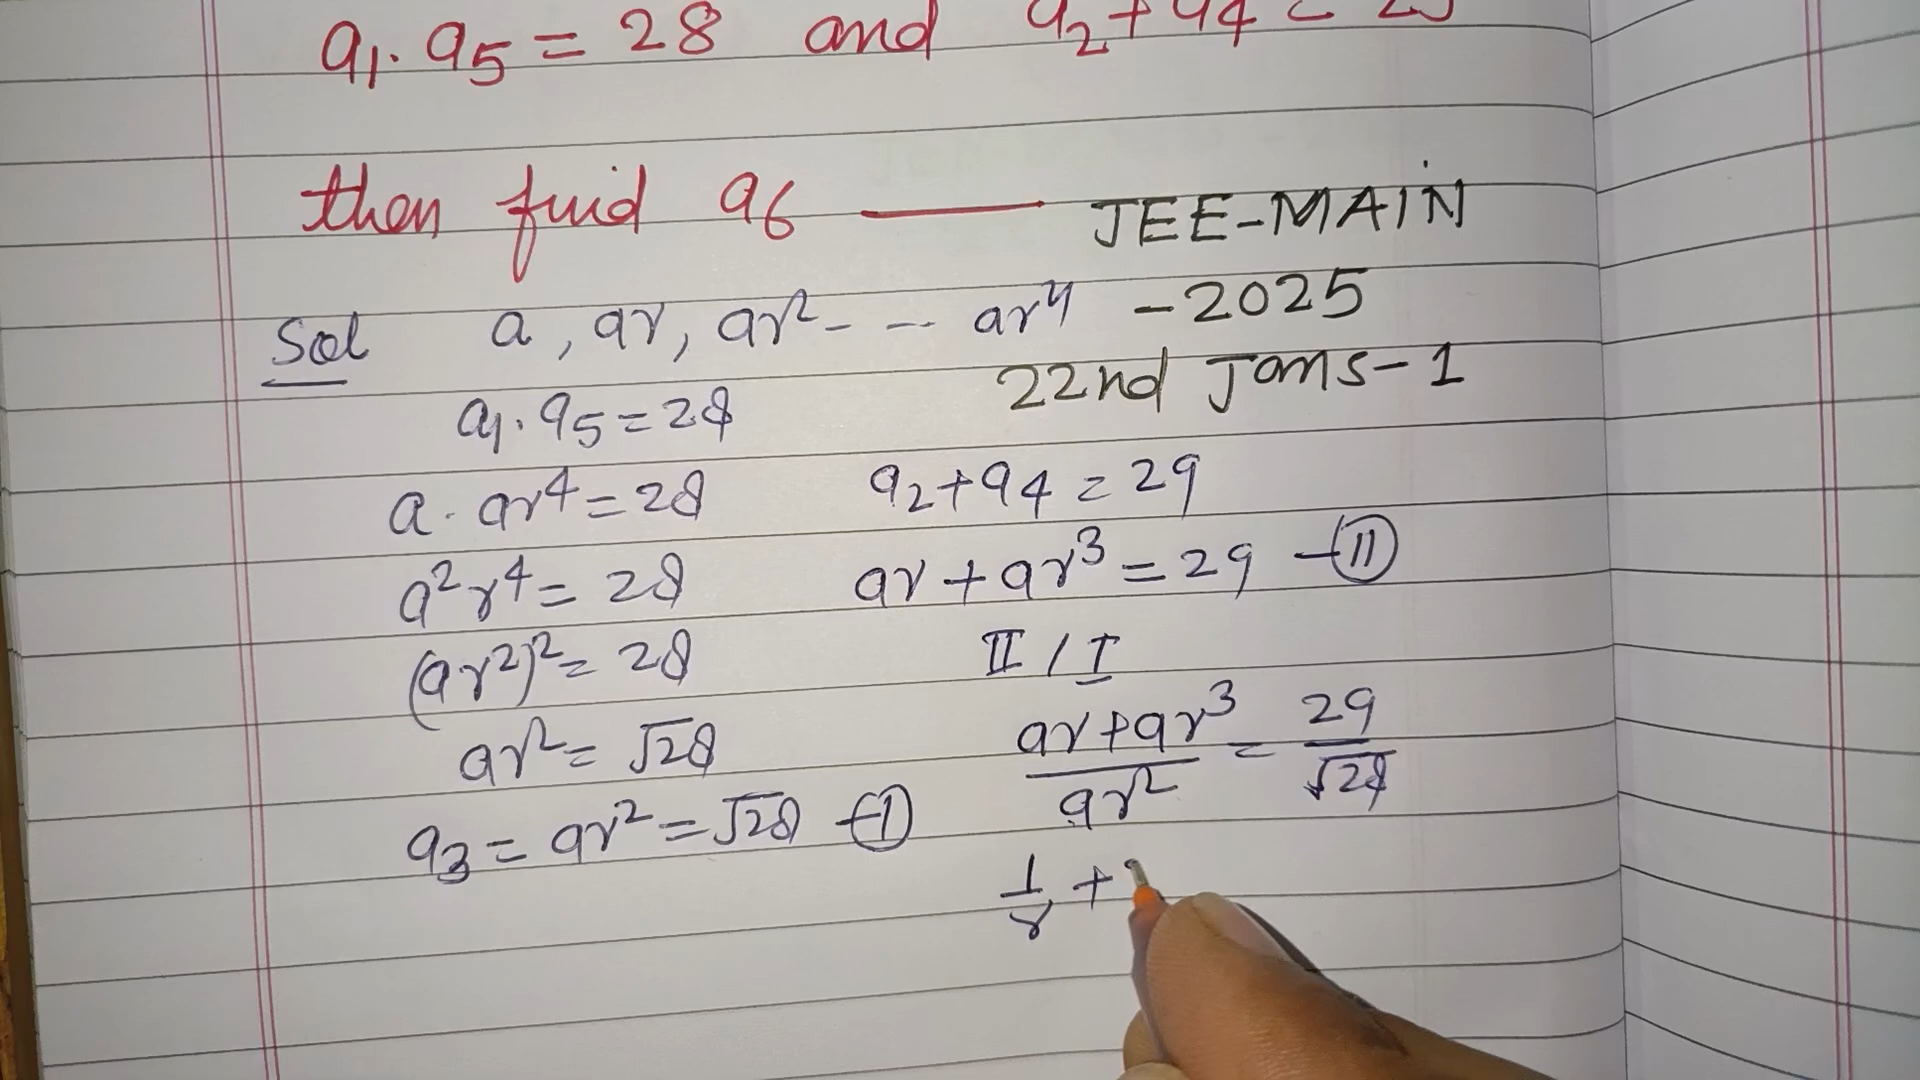 a₁. a₅ = 28 and a₂ + a₄ =
then find a₆ —— JEE-MAIN
Sol a, ar, ar² - -- ar⁴ - 2025
a₁. a₅ = 28 22nd Jans-1
a. ar⁴ = 28 a₂ + a₄ = 29
a²r⁴ = 28 ar + ar³ = 29 - II
(ar²)² = 28 II / I
ar² = √28 ar + ar³ / ar² = 29 / √28
a₃ = ar² = √28 - I
1/r +